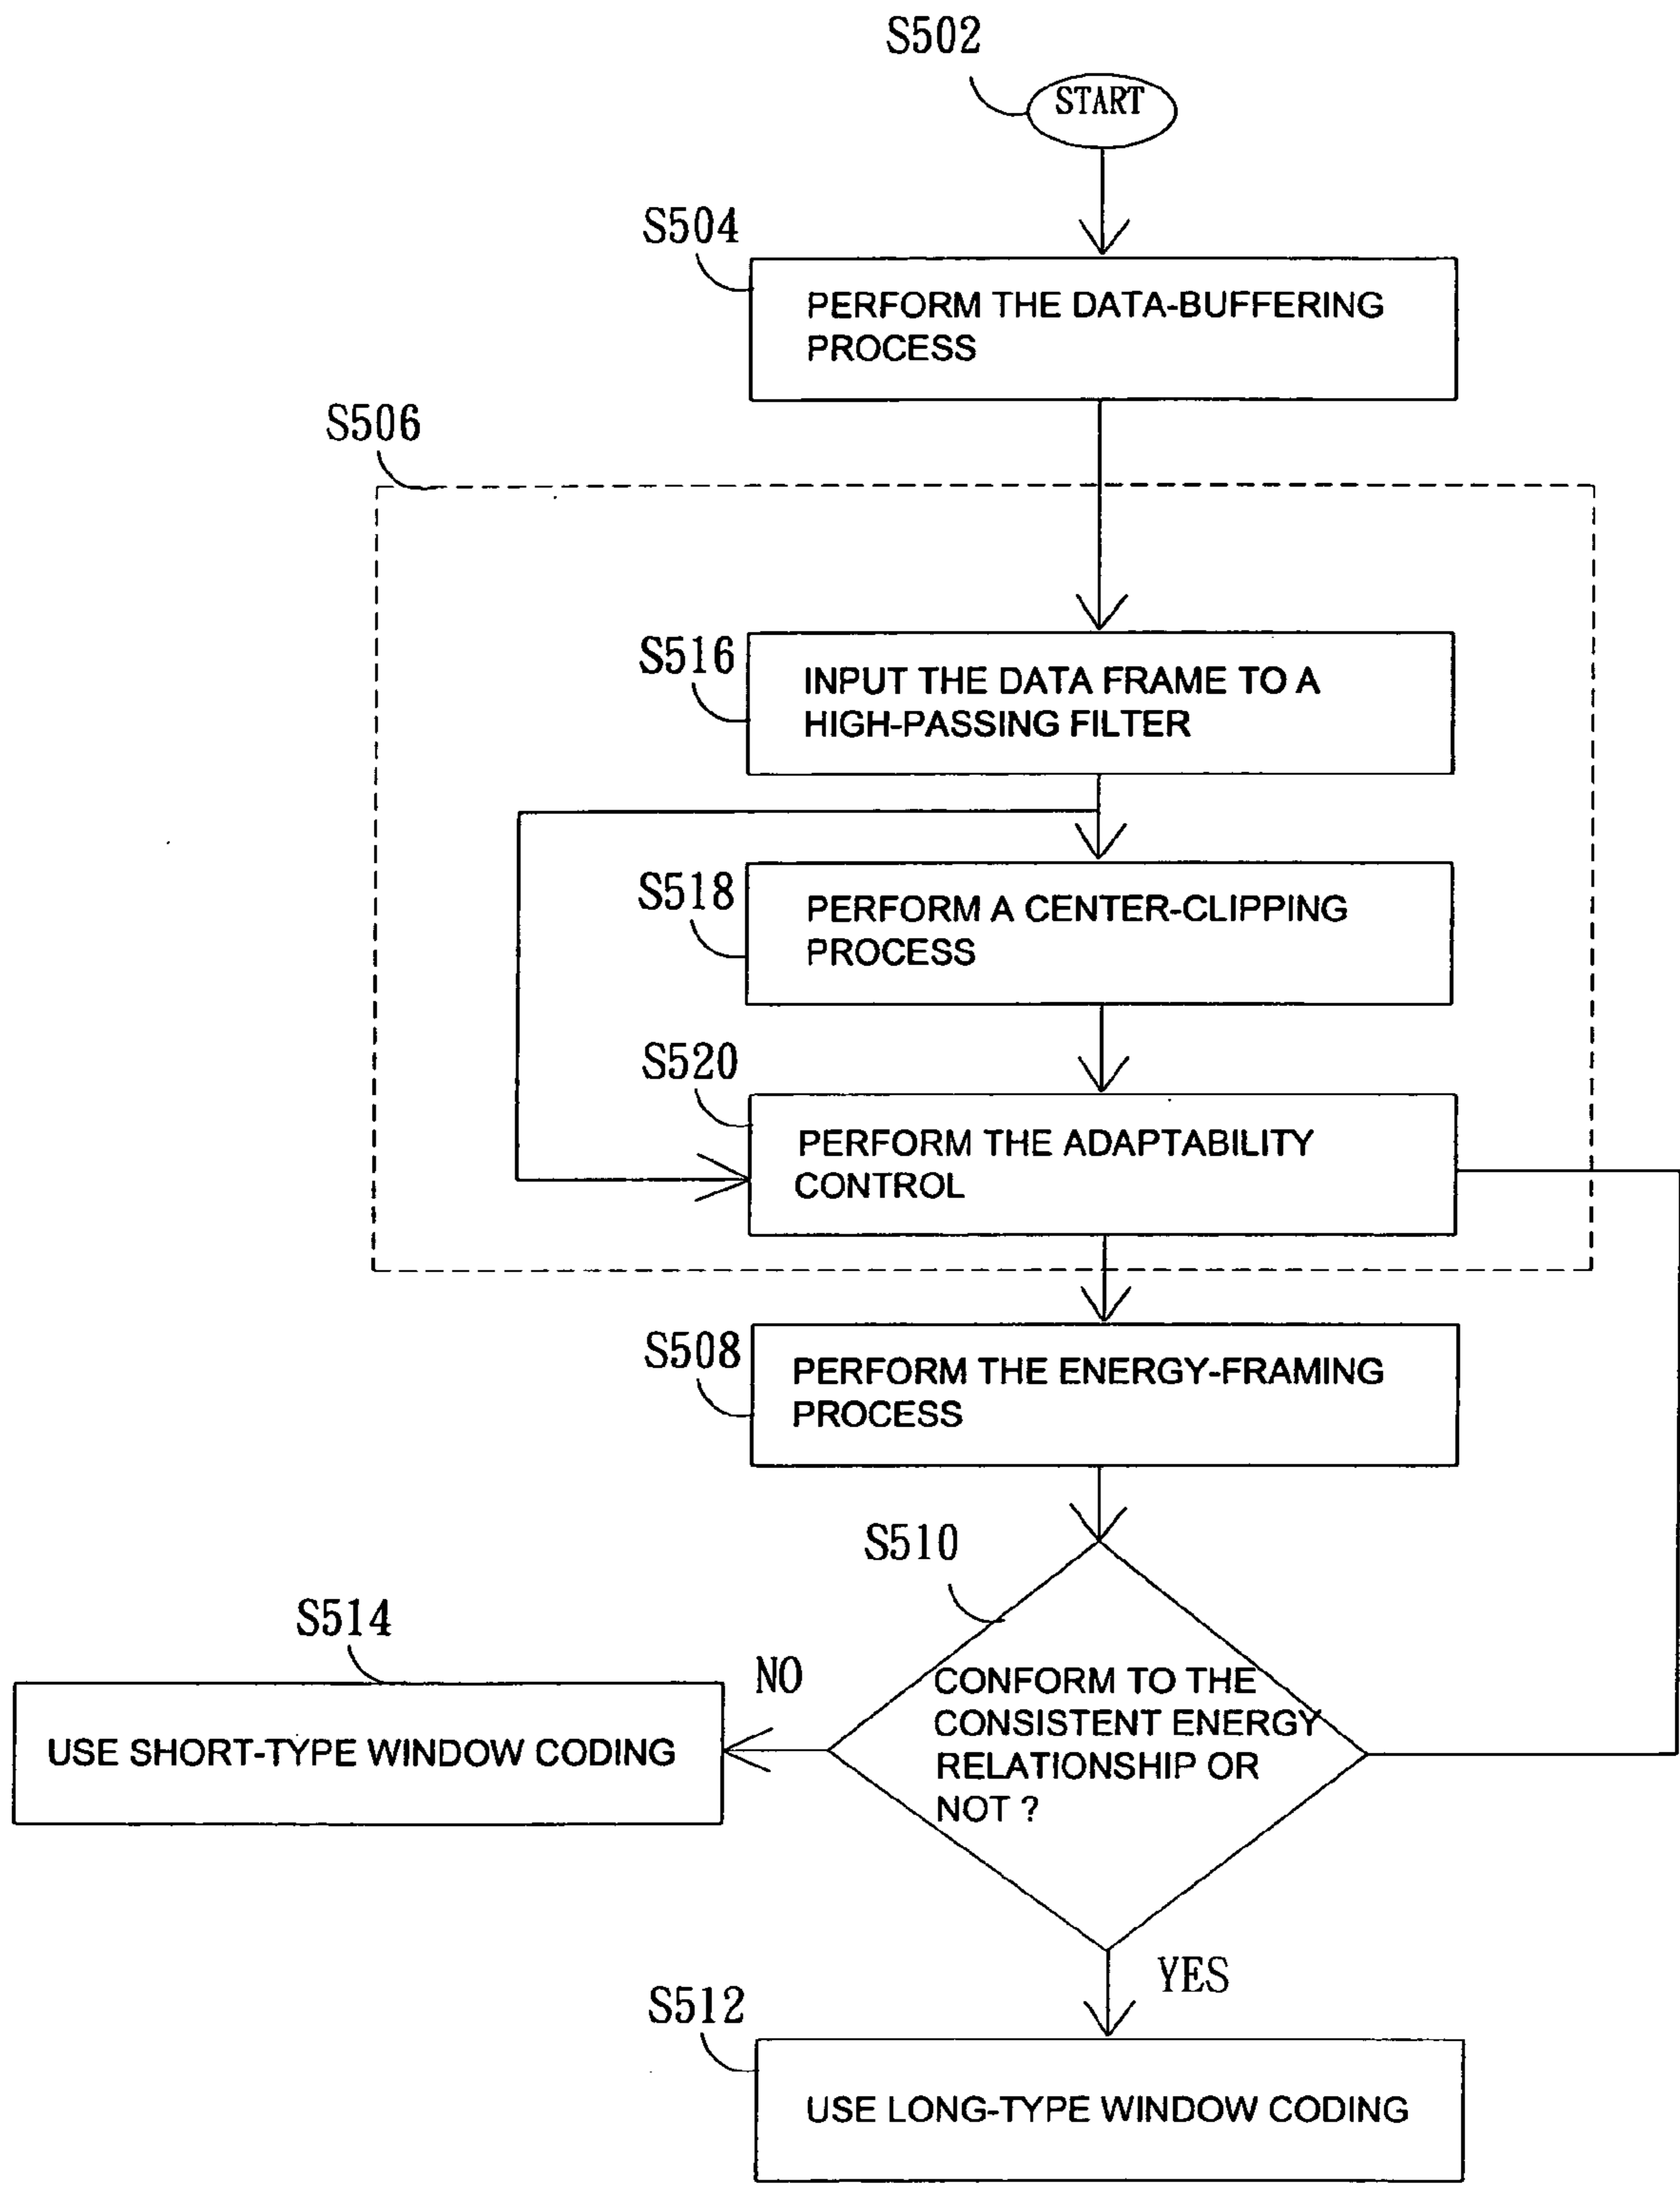 S502
START
S504
PERFORM THE DATA-BUFFERING
PROCESS
S506
S516
INPUT THE DATA FRAME TO A
HIGH-PASSING FILTER
S518
PERFORM A CENTER-CLIPPING
PROCESS
S520
PERFORM THE ADAPTABILITY
CONTROL
S508
PERFORM THE ENERGY-FRAMING
PROCESS
S510
CONFORM TO THE
CONSISTENT ENERGY
RELATIONSHIP OR
NOT ?
S514
NO
USE SHORT-TYPE WINDOW CODING
YES
S512
USE LONG-TYPE WINDOW CODING